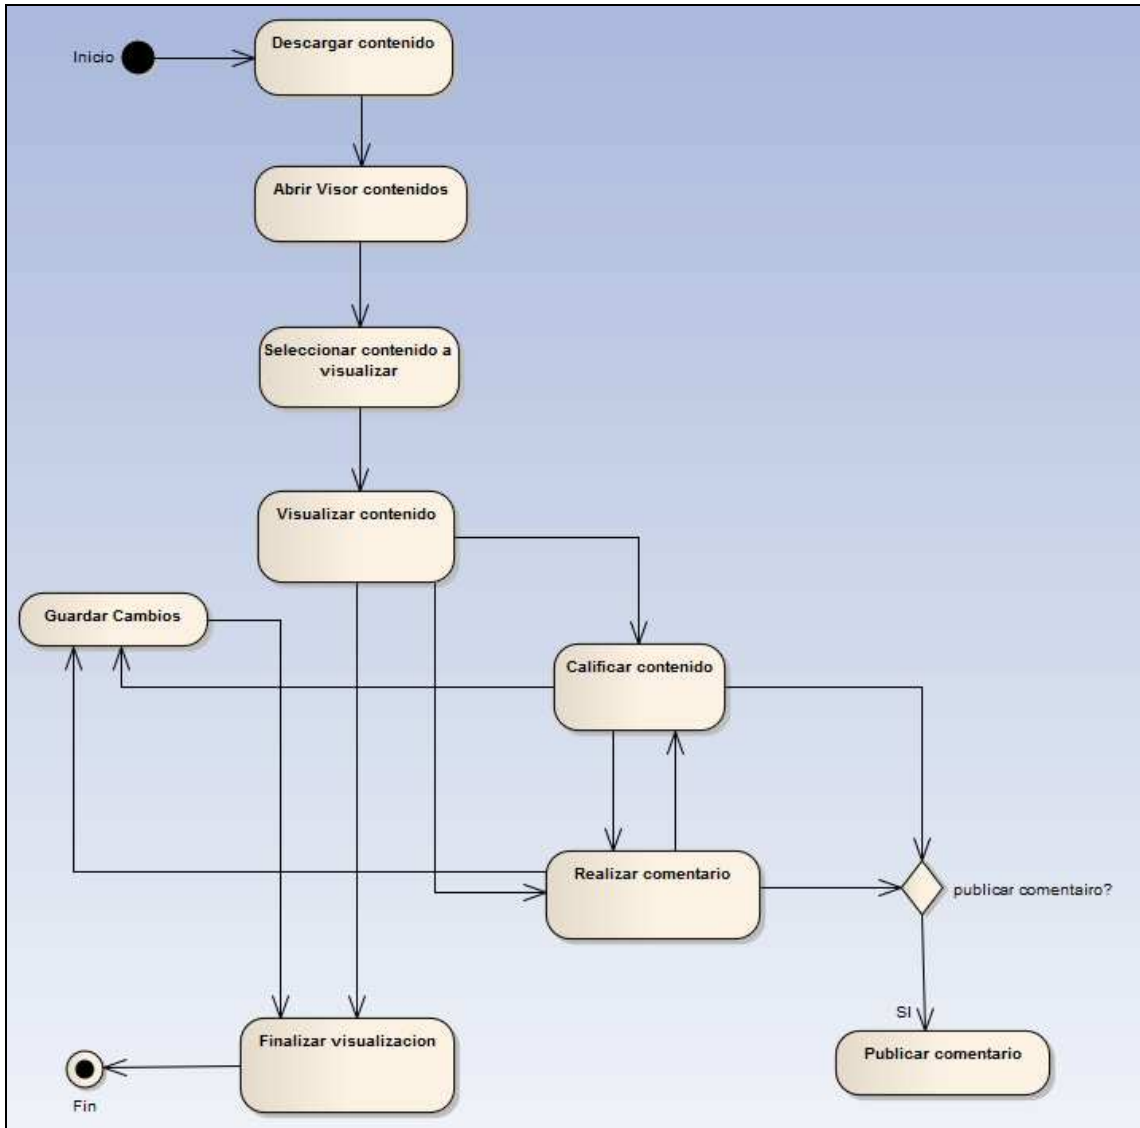 Inicio
Descargar contenido
Abrir Visor contenidos
Seleccionar contenido a
visualizar
Visualizar contenido
Guardar Cambios
Calificar contenido
Realizar comentario
publicar comentairo?
SI
Finalizar visualizacion
Publicar comentario
Fin